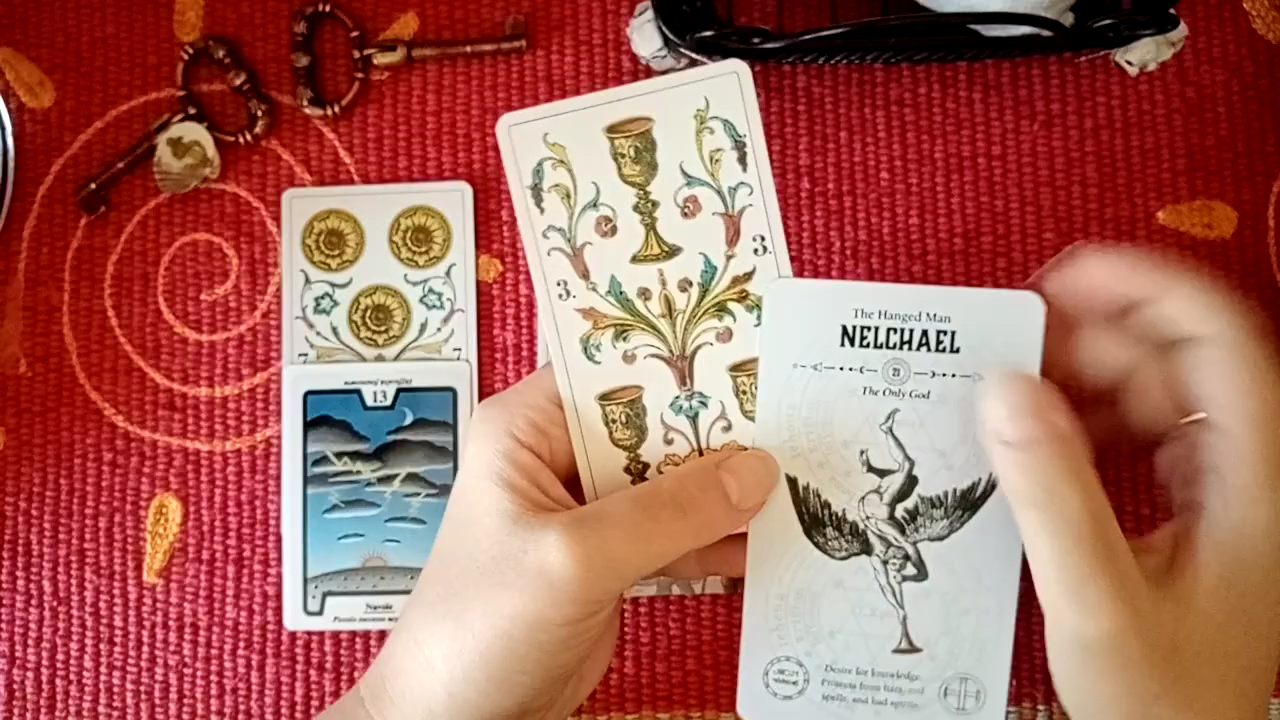 3.
3.
7
7
13
Nuvole
The Hanged Man
NELCHAEL
21
The Only God
Desire for knowledge.
Protects from liars, and
spells, and bad spirits.